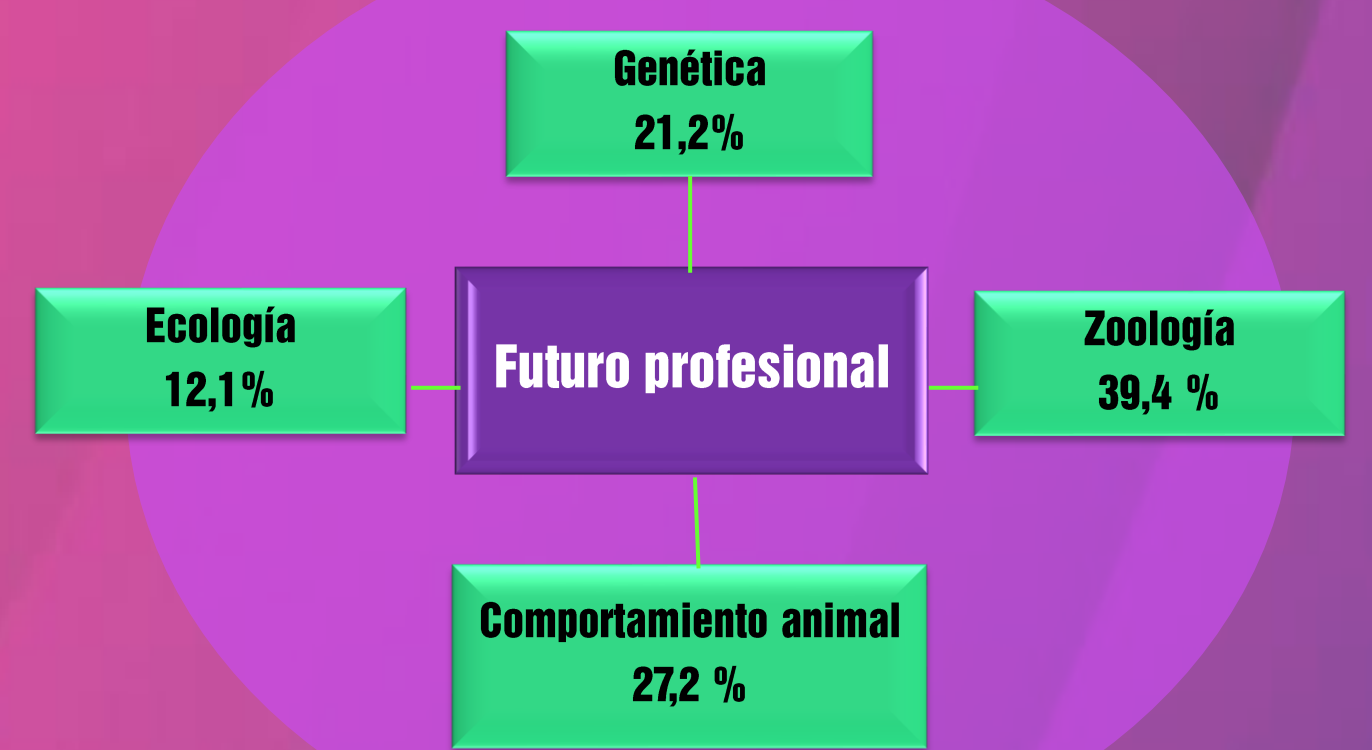 Genética
21,2%
Ecología
12,1%
Futuro profesional
Zoología
39,4 %
Comportamiento animal
27,2 %